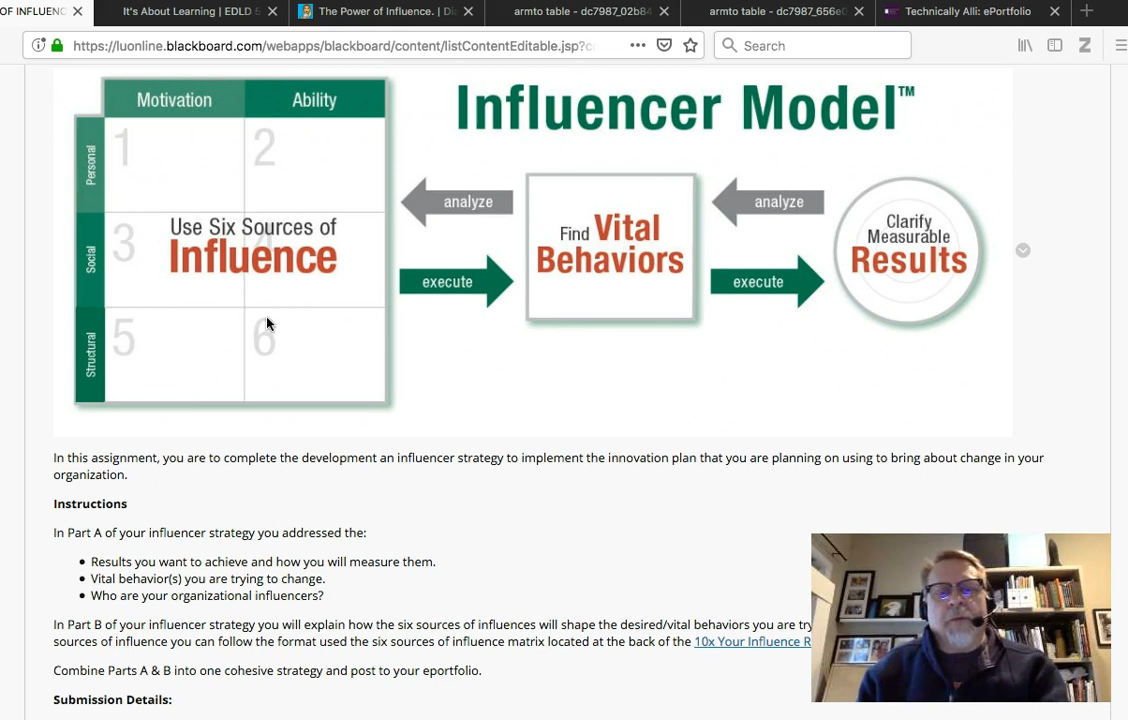 OF INFLUENC
It's About Learning | EDLD 5
The Power of Influence. | Di
armto table - dc7987_02b84
armto table - dc7987_656e0
Technically Alli: ePortfolio
https://luonline.blackboard.com/webapps/blackboard/content/listContentEditable.jsp?c
Search
Influencer Model™
Motivation
Ability
Personal
1
2
Social
3
4
Use Six Sources of
Influence
Structural
5
6
analyze
execute
Find Vital
Behaviors
analyze
execute
Clarify
Measurable
Results
In this assignment, you are to complete the development an influencer strategy to implement the innovation plan that you are planning on using to bring about change in your
organization.
Instructions
In Part A of your influencer strategy you addressed the:
• Results you want to achieve and how you will measure them.
• Vital behavior(s) you are trying to change.
• Who are your organizational influencers?
In Part B of your influencer strategy you will explain how the six sources of influences will shape the desired/vital behaviors you are try
sources of influence you can follow the format used the six sources of influence matrix located at the back of the 10x Your Influence R
Combine Parts A & B into one cohesive strategy and post to your eportfolio.
Submission Details: